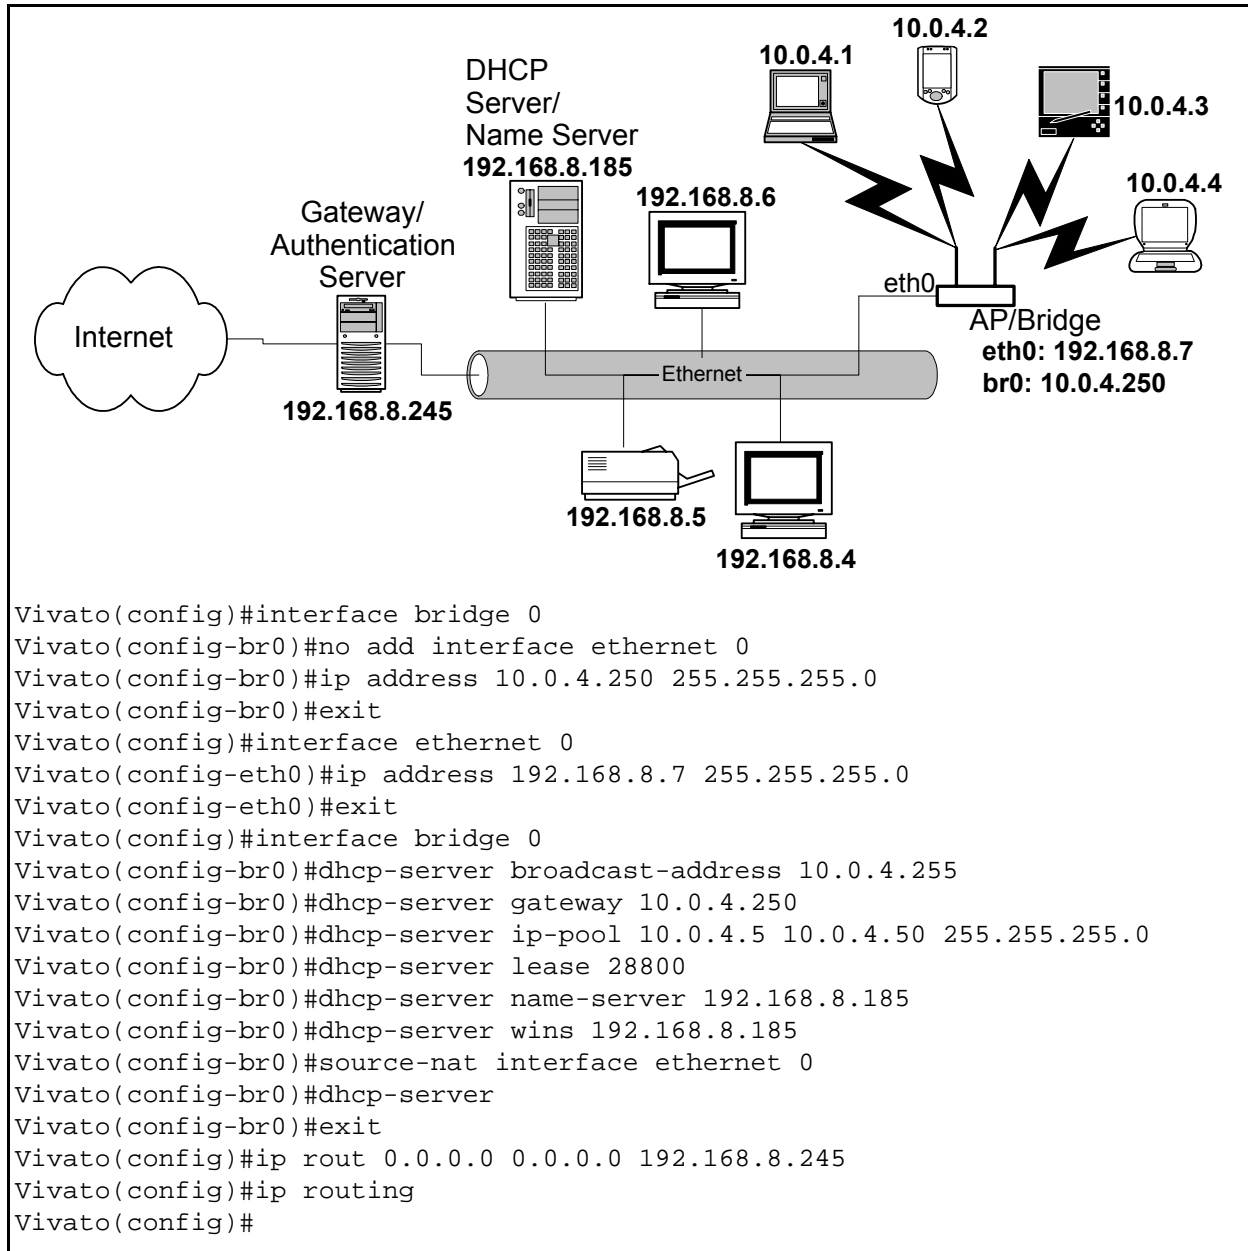 10.0.4.2
10.0.4.1
DHCP
Server/
Name Server
192.168.8.185
10.0.4.3
192.168.8.6
10.0.4.4
Gateway/
Authentication
Server
eth0
Internet
AP/Bridge
eth0: 192.168.8.7
br0: 10.0.4.250
Ethernet
192.168.8.245
192.168.8.5
192.168.8.4
Vivato(config)#interface bridge 0
Vivato(config-br0)#no add interface ethernet 0
Vivato(config-br0)#ip address 10.0.4.250 255.255.255.0
Vivato(config-br0)#exit
Vivato(config)#interface ethernet 0
Vivato(config-eth0)#ip address 192.168.8.7 255.255.255.0
Vivato(config-eth0)#exit
Vivato(config)#interface bridge 0
Vivato(config-br0)#dhcp-server broadcast-address 10.0.4.255
Vivato(config-br0)#dhcp-server gateway 10.0.4.250
Vivato(config-br0)#dhcp-server ip-pool 10.0.4.5 10.0.4.50 255.255.255.0
Vivato(config-br0)#dhcp-server lease 28800
Vivato(config-br0)#dhcp-server name-server 192.168.8.185
Vivato(config-br0)#dhcp-server wins 192.168.8.185
Vivato(config-br0)#source-nat interface ethernet 0
Vivato(config-br0)#dhcp-server
Vivato(config-br0)#exit
Vivato(config)#ip rout 0.0.0.0 0.0.0.0 192.168.8.245
Vivato(config)#ip routing
Vivato(config)#